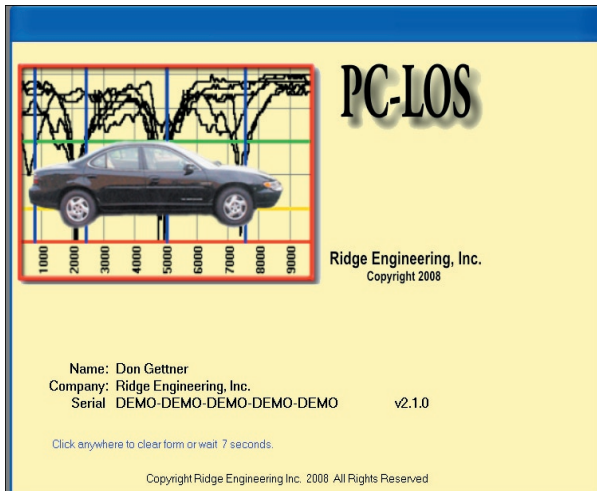 PC-LOS
1000 2000 3000 4000 5000 6000 7000 8000 9000
Ridge Engineering, Inc.
Copyright 2008
Name: Don Gettner
Company: Ridge Engineering, Inc.
Serial DEMO-DEMO-DEMO-DEMO-DEMO v2.1.0
Click anywhere to clear form or wait 7 seconds.
Copyright Ridge Engineering Inc. 2008 All Rights Reserved